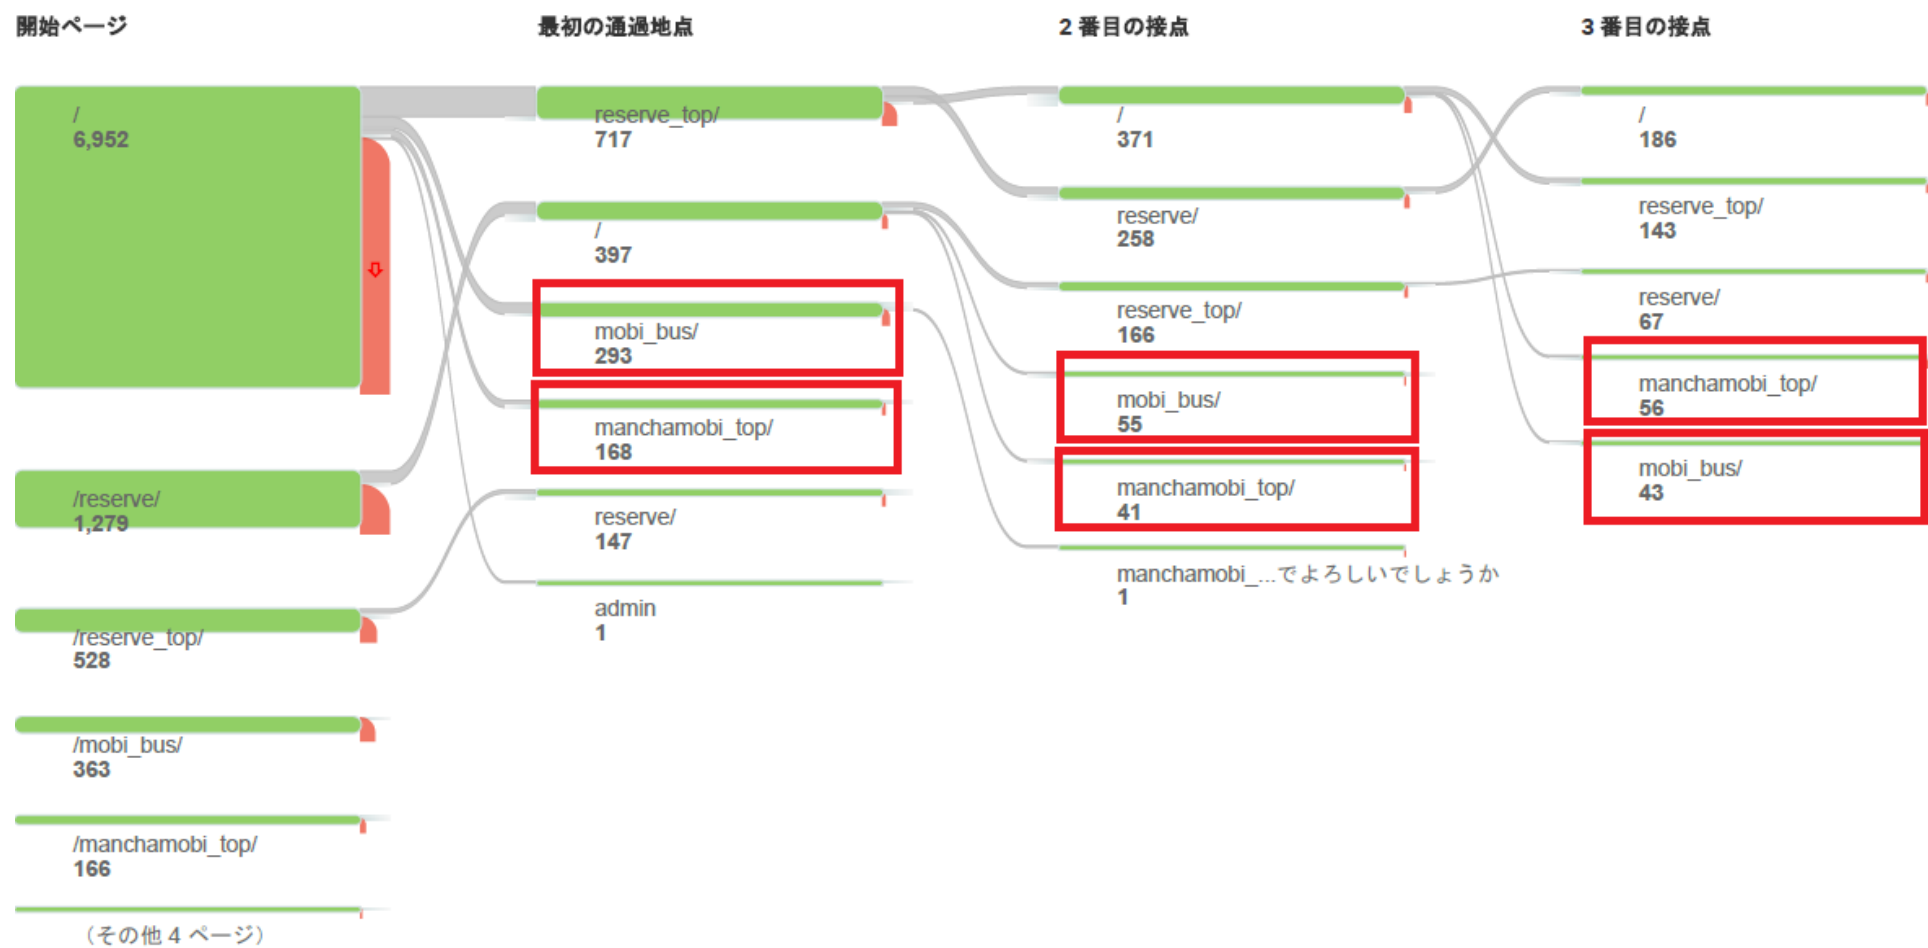 開始ページ
/
6,952
/reserve/
1,279
/reserve_top/
528
/mobi_bus/
363
/manchamobi_top/
166
（その他 4 ページ）
最初の通過地点
reserve_top/
717
/
397
mobi_bus/
293
manchamobi_top/
168
reserve/
147
admin
1
2 番目の接点
/
371
reserve/
258
reserve_top/
166
mobi_bus/
55
manchamobi_top/
41
manchamobi_...でよろしいでしょうか
1
3 番目の接点
/
186
reserve_top/
143
reserve/
67
manchamobi_top/
56
mobi_bus/
43